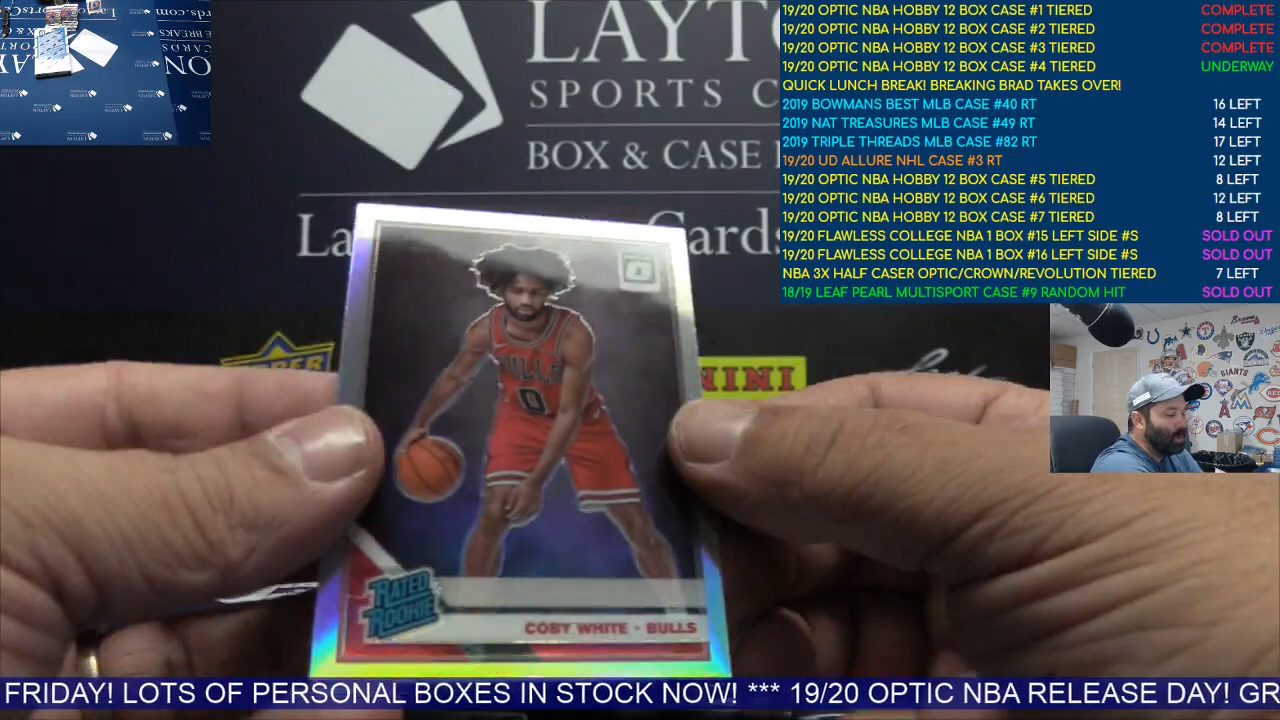 LAYTO
SPORTS C
BOX & CASE
La
ards
19/20 OPTIC NBA HOBBY 12 BOX CASE #1 TIERED COMPLETE
19/20 OPTIC NBA HOBBY 12 BOX CASE #2 TIERED COMPLETE
19/20 OPTIC NBA HOBBY 12 BOX CASE #3 TIERED COMPLETE
19/20 OPTIC NBA HOBBY 12 BOX CASE #4 TIERED UNDERWAY
QUICK LUNCH BREAK! BREAKING BRAD TAKES OVER!
2019 BOWMANS BEST MLB CASE #40 RT 16 LEFT
2019 NAT TREASURES MLB CASE #49 RT 14 LEFT
2019 TRIPLE THREADS MLB CASE #82 RT 17 LEFT
19/20 UD ALLURE NHL CASE #3 RT 12 LEFT
19/20 OPTIC NBA HOBBY 12 BOX CASE #5 TIERED 8 LEFT
19/20 OPTIC NBA HOBBY 12 BOX CASE #6 TIERED 12 LEFT
19/20 OPTIC NBA HOBBY 12 BOX CASE #7 TIERED 8 LEFT
19/20 FLAWLESS COLLEGE NBA 1 BOX #15 LEFT SIDE #S SOLD OUT
19/20 FLAWLESS COLLEGE NBA 1 BOX #16 LEFT SIDE #S SOLD OUT
NBA 3X HALF CASER OPTIC/CROWN/REVOLUTION TIERED 7 LEFT
18/19 LEAF PEARL MULTISPORT CASE #9 RANDOM HIT SOLD OUT
BULLS
0
NINI
GIANTS
Braves
RATED
ROOKIE
COBY WHITE - BULLS
FRIDAY! LOTS OF PERSONAL BOXES IN STOCK NOW! *** 19/20 OPTIC NBA RELEASE DAY! GR